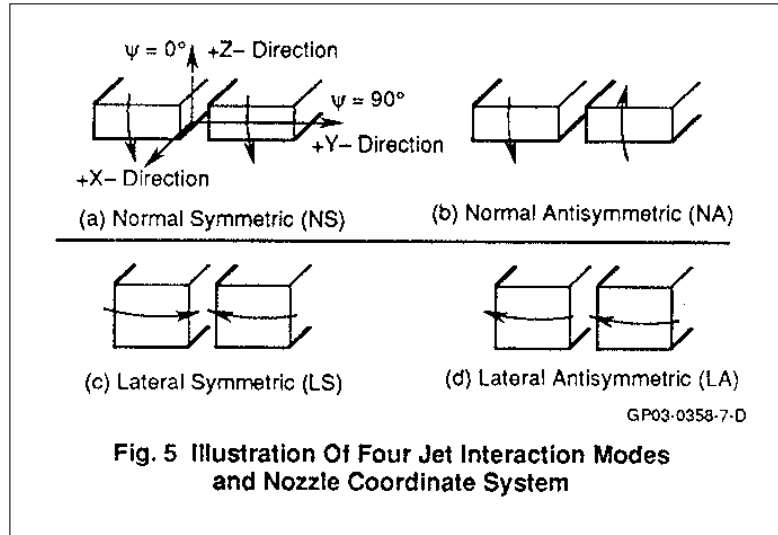 ψ = 0°
+Z– Direction
ψ = 90°
+Y– Direction
+X– Direction
(a) Normal Symmetric (NS)
(b) Normal Antisymmetric (NA)
(c) Lateral Symmetric (LS)
(d) Lateral Antisymmetric (LA)
GP03-0358-7-D
Fig. 5 Illustration Of Four Jet Interaction Modes
and Nozzle Coordinate System